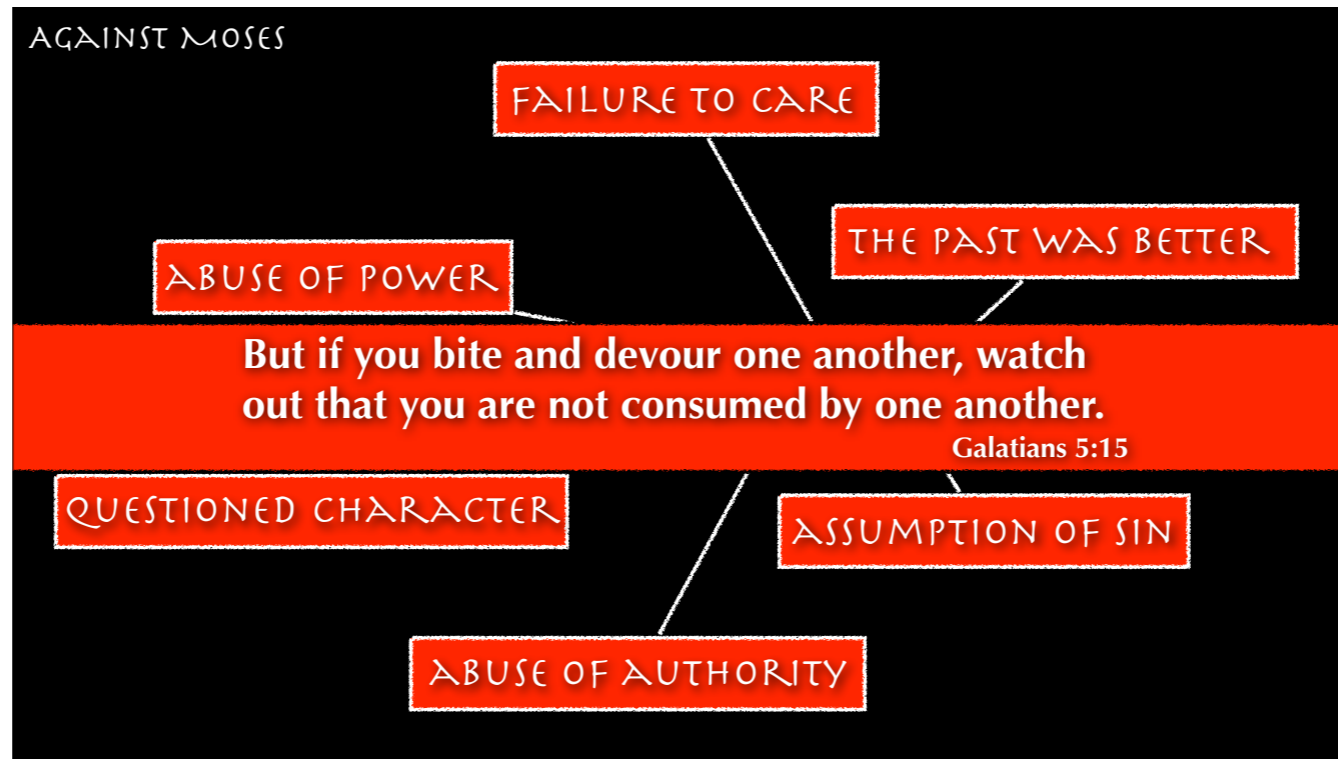 Against Moses
Failure to care
The past was better
Abuse of power
But if you bite and devour one another, watch
out that you are not consumed by one another.
Galatians 5:15
Questioned character
Assumption of sin
Abuse of authority